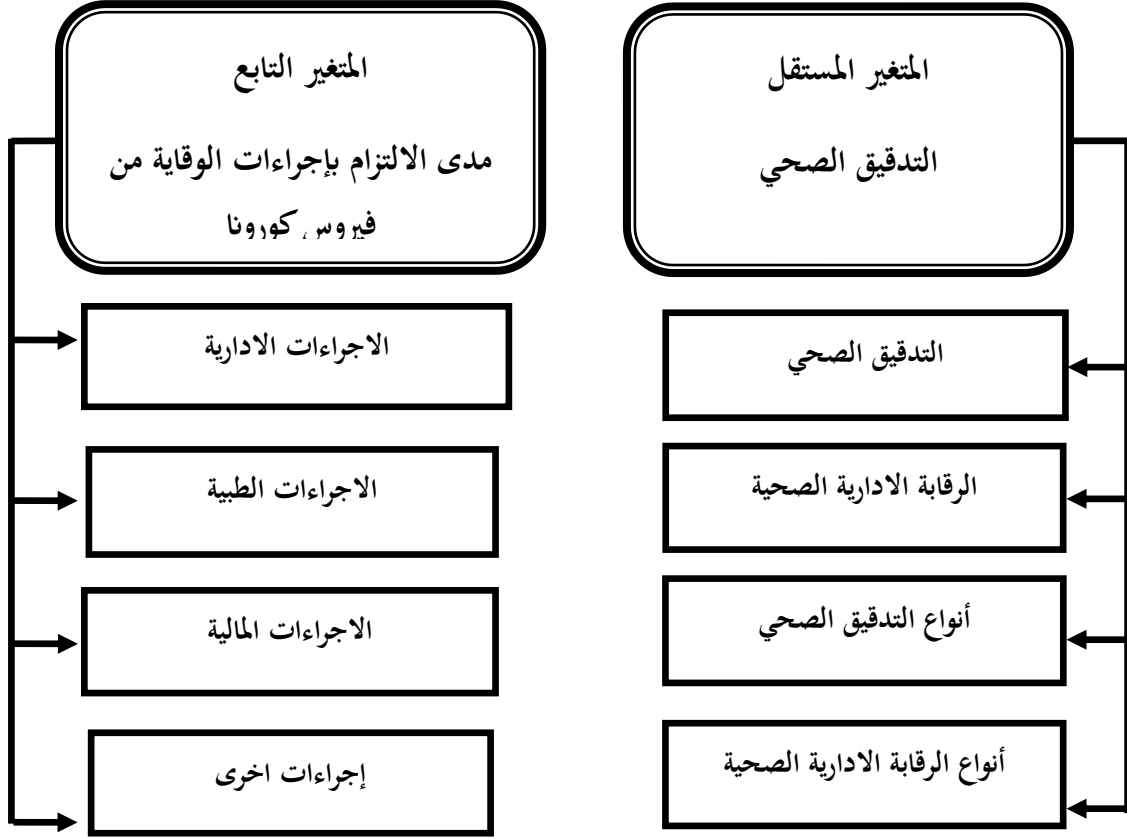 المتغير المستقل
التدقيق الصحي
التدقيق الصحي
الرقابة الادارية الصحية
أنواع التدقيق الصحي
أنواع الرقابة الادارية الصحية
المتغير التابع
مدى الالتزام بإجراءات الوقاية من
فيروس كورونا
الاجراءات الادارية
الاجراءات الطبية
الاجراءات المالية
إجراءات اخرى